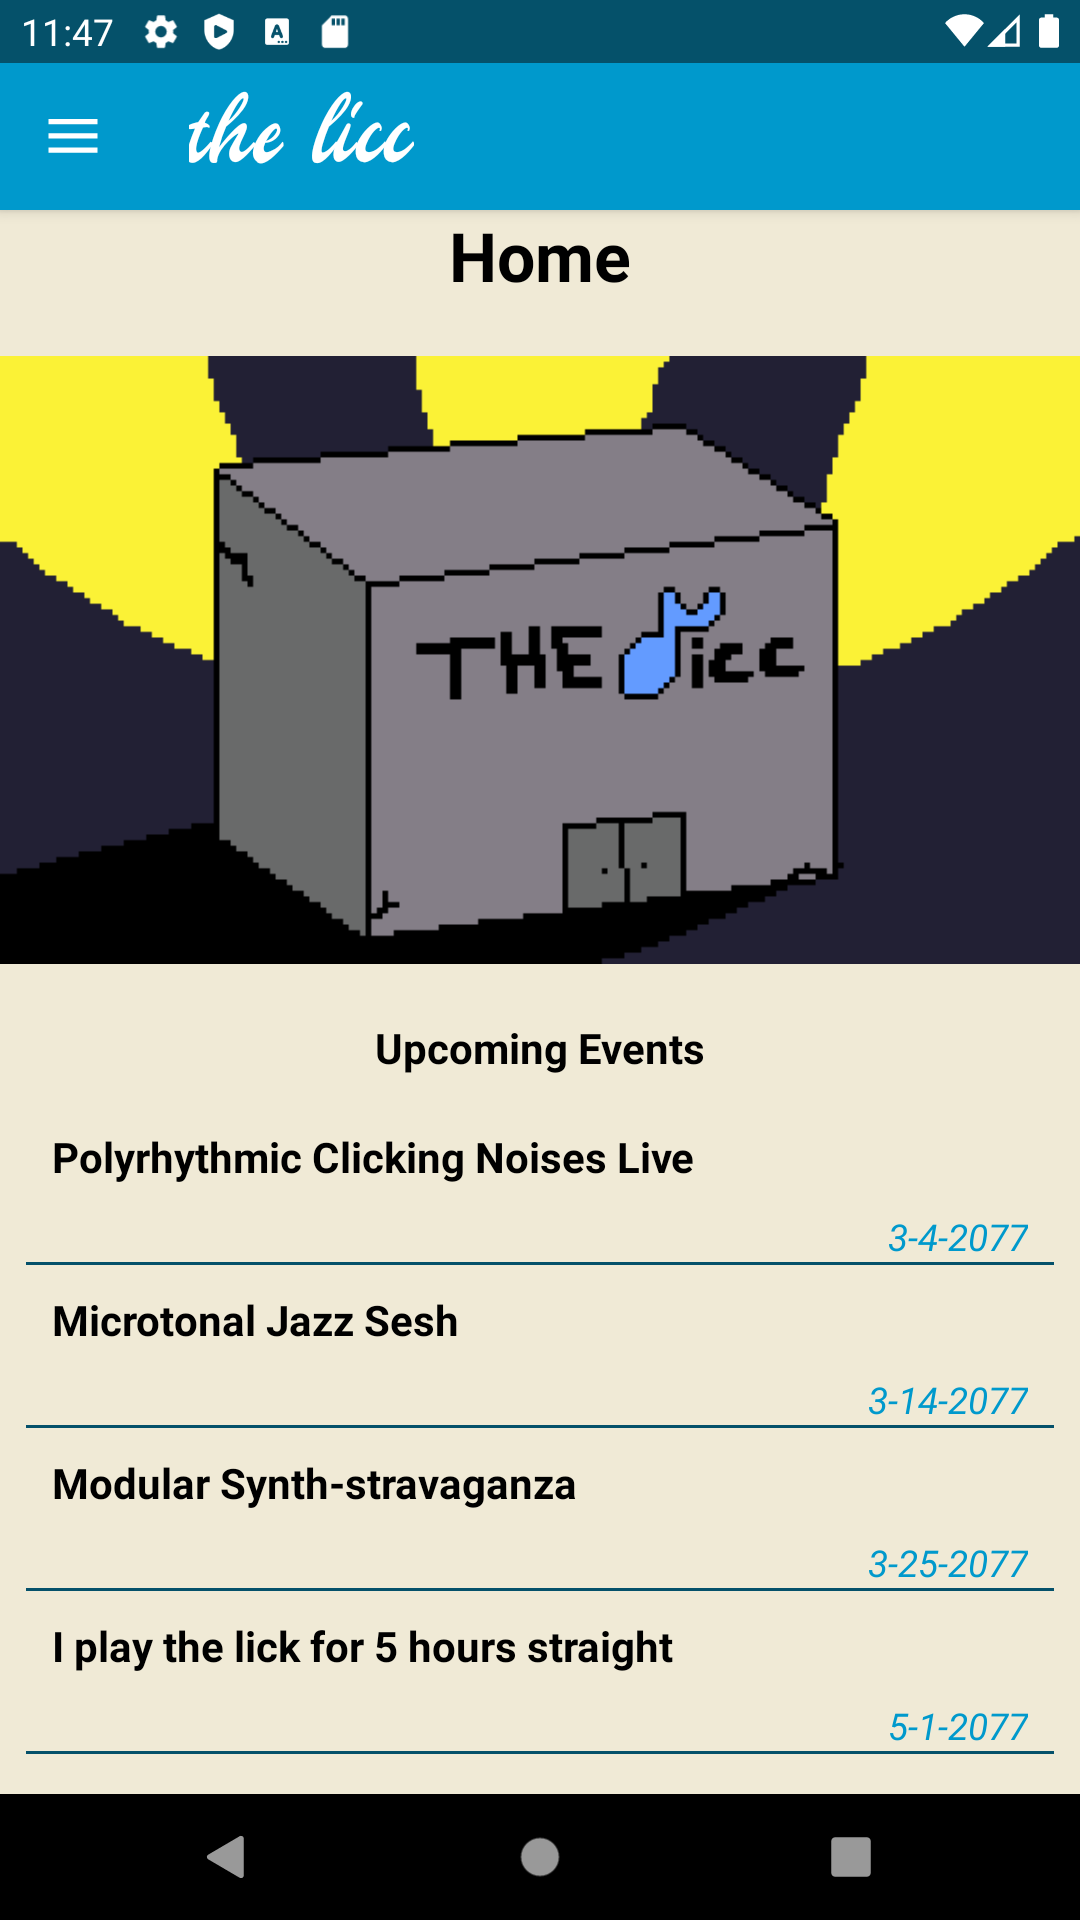 11:47
the licc
Home
THE licc
Upcoming Events
Polyrhythmic Clicking Noises Live
3-4-2077
Microtonal Jazz Sesh
3-14-2077
Modular Synth-stravaganza
3-25-2077
I play the lick for 5 hours straight
5-1-2077